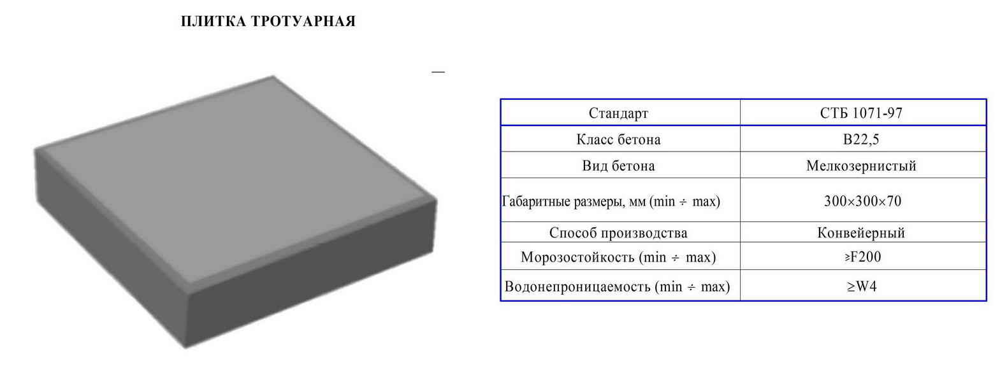 ПЛИТКА ТРОТУАРНАЯ
—
Стандарт СТБ 1071-97
Класс бетона В22,5
Вид бетона Мелкозернистый
Габаритные размеры, мм (min ÷ max) 300×300×70
Способ производства Конвейерный
Морозостойкость (min ÷ max) ≥F200
Водонепроницаемость (min ÷ max) ≥W4